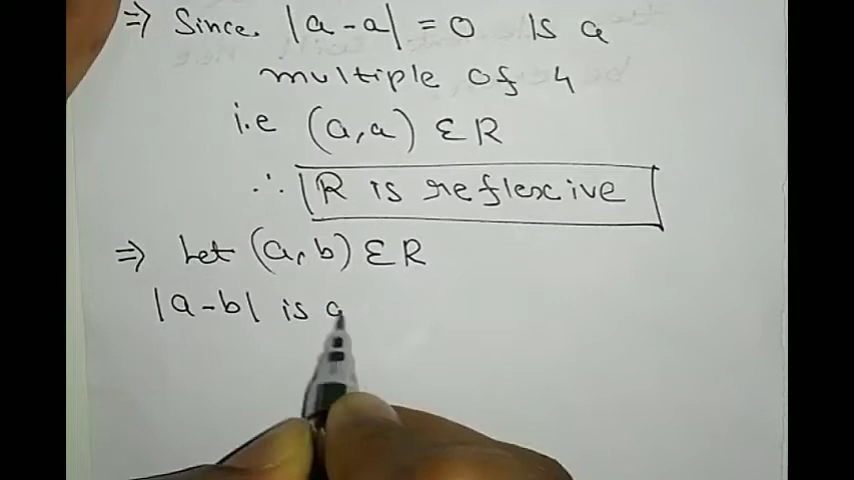 ⇒ Since. |a-a| = 0 Is a
multiple of 4
i.e (a,a) ∈ R
∴ R is reflexive
⇒ Let (a,b) ∈ R
|a-b| is a